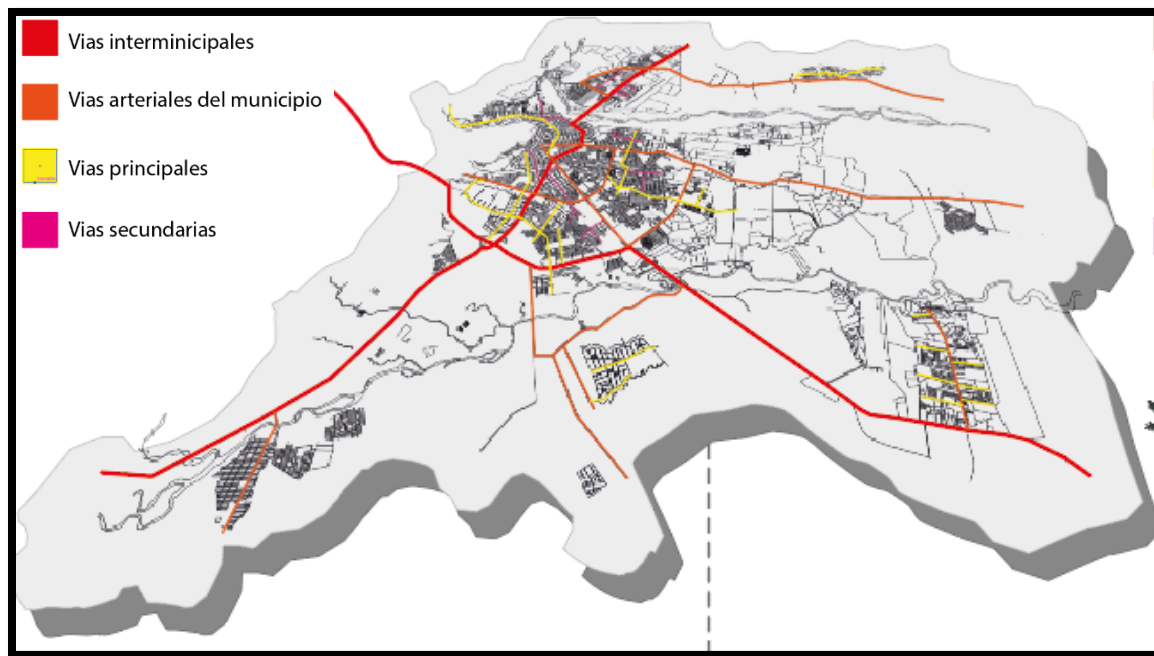 Vias interminicipales
Vias arteriales del municipio
Vias principales
Vias secundarias